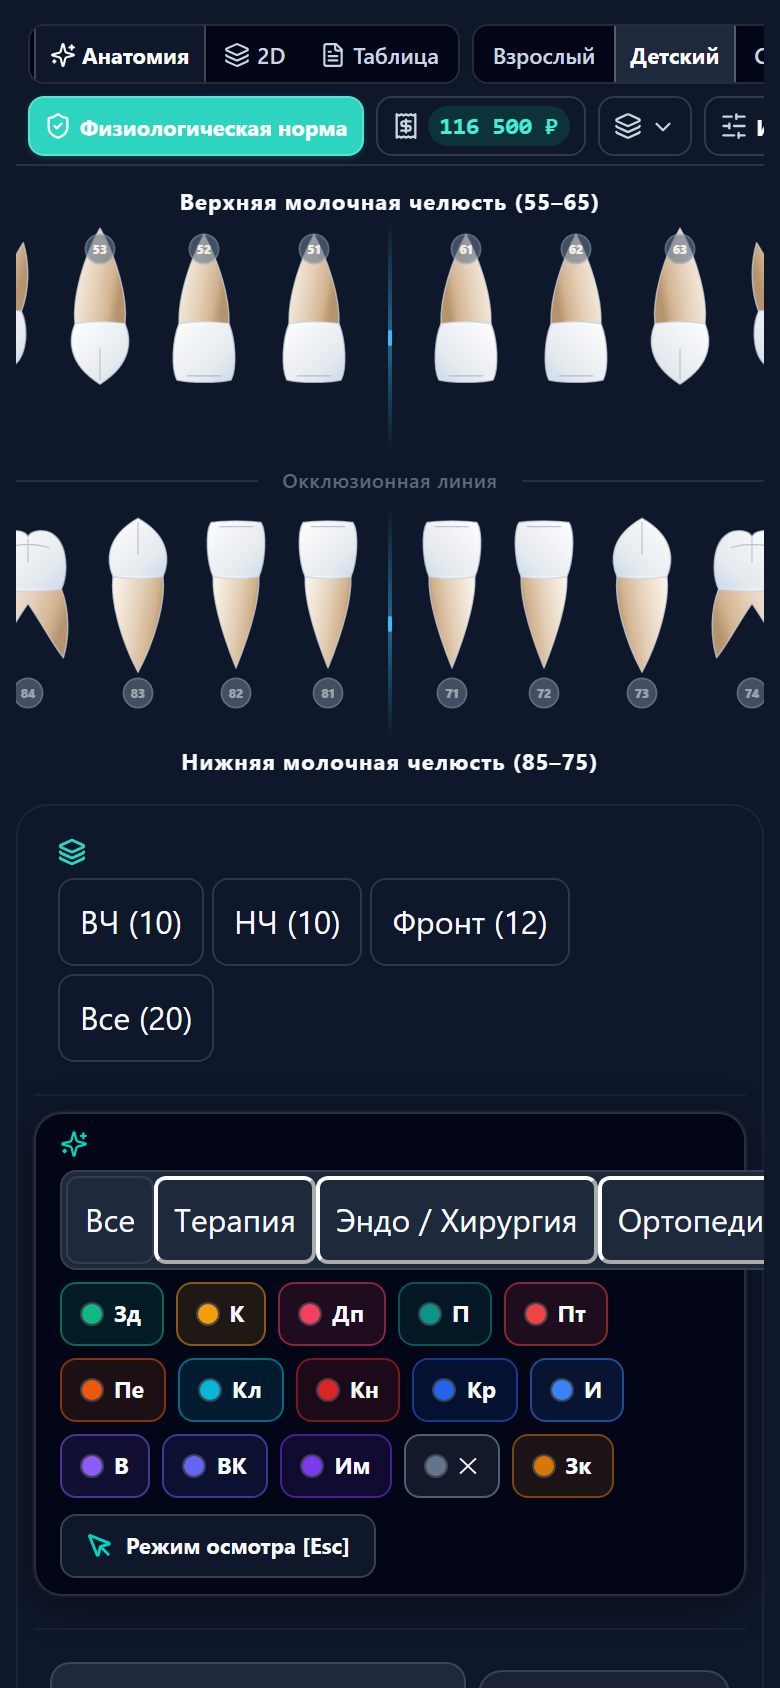 Анатомия 2D Таблица Взрослый Детский
Физиологическая норма 116 500 ₽
Верхняя молочная челюсть (55–65)
53 52 51 61 62 63
Окклюзионная линия
84 83 82 81 71 72 73 74
Нижняя молочная челюсть (85–75)
ВЧ (10) НЧ (10) Фронт (12)
Все (20)
Все Терапия Эндо / Хирургия Ортопеди
Зд К Дп П Пт
Пе Кл Кн Кр И
В ВК Им Зк
Режим осмотра [Esc]